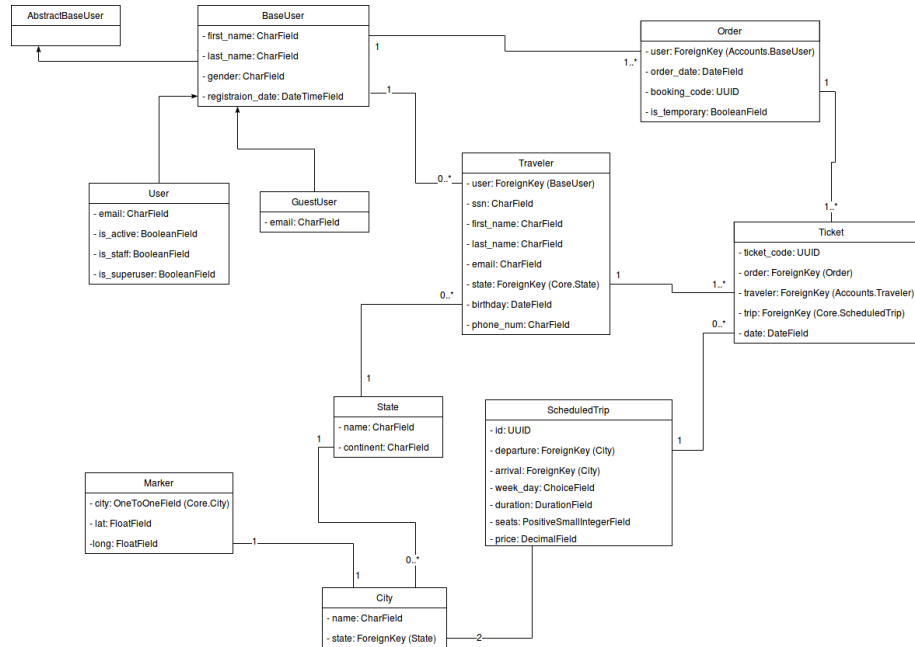 AbstractBaseUser
BaseUser
- first_name: CharField
- last_name: CharField
- gender: CharField
- registraion_date: DateTimeField
1
1..*
Order
- user: ForeignKey (Accounts.BaseUser)
- order_date: DateField
- booking_code: UUID
- is_temporary: BooleanField
1
1
0..*
User
- email: CharField
- is_active: BooleanField
- is_staff: BooleanField
- is_superuser: BooleanField
GuestUser
- email: CharField
Traveler
- user: ForeignKey (BaseUser)
- ssn: CharField
- first_name: CharField
- last_name: CharField
- email: CharField
- state: ForeignKey (Core.State)
- birthday: DateField
- phone_num: CharField
1..*
Ticket
- ticket_code: UUID
- order: ForeignKey (Order)
- traveler: ForeignKey (Accounts.Traveler)
- trip: ForeignKey (Core.ScheduledTrip)
- date: DateField
1
1..*
0..*
0..*
1
State
- name: CharField
- continent: CharField
1
ScheduledTrip
- id: UUID
- departure: ForeignKey (City)
- arrival: ForeignKey (City)
- week_day: ChoiceField
- duration: DurationField
- seats: PositiveSmallIntegerField
- price: DecimalField
1
Marker
- city: OneToOneField (Core.City)
- lat: FloatField
-long: FloatField
1
1
0..*
City
- name: CharField
- state: ForeignKey (State)
2